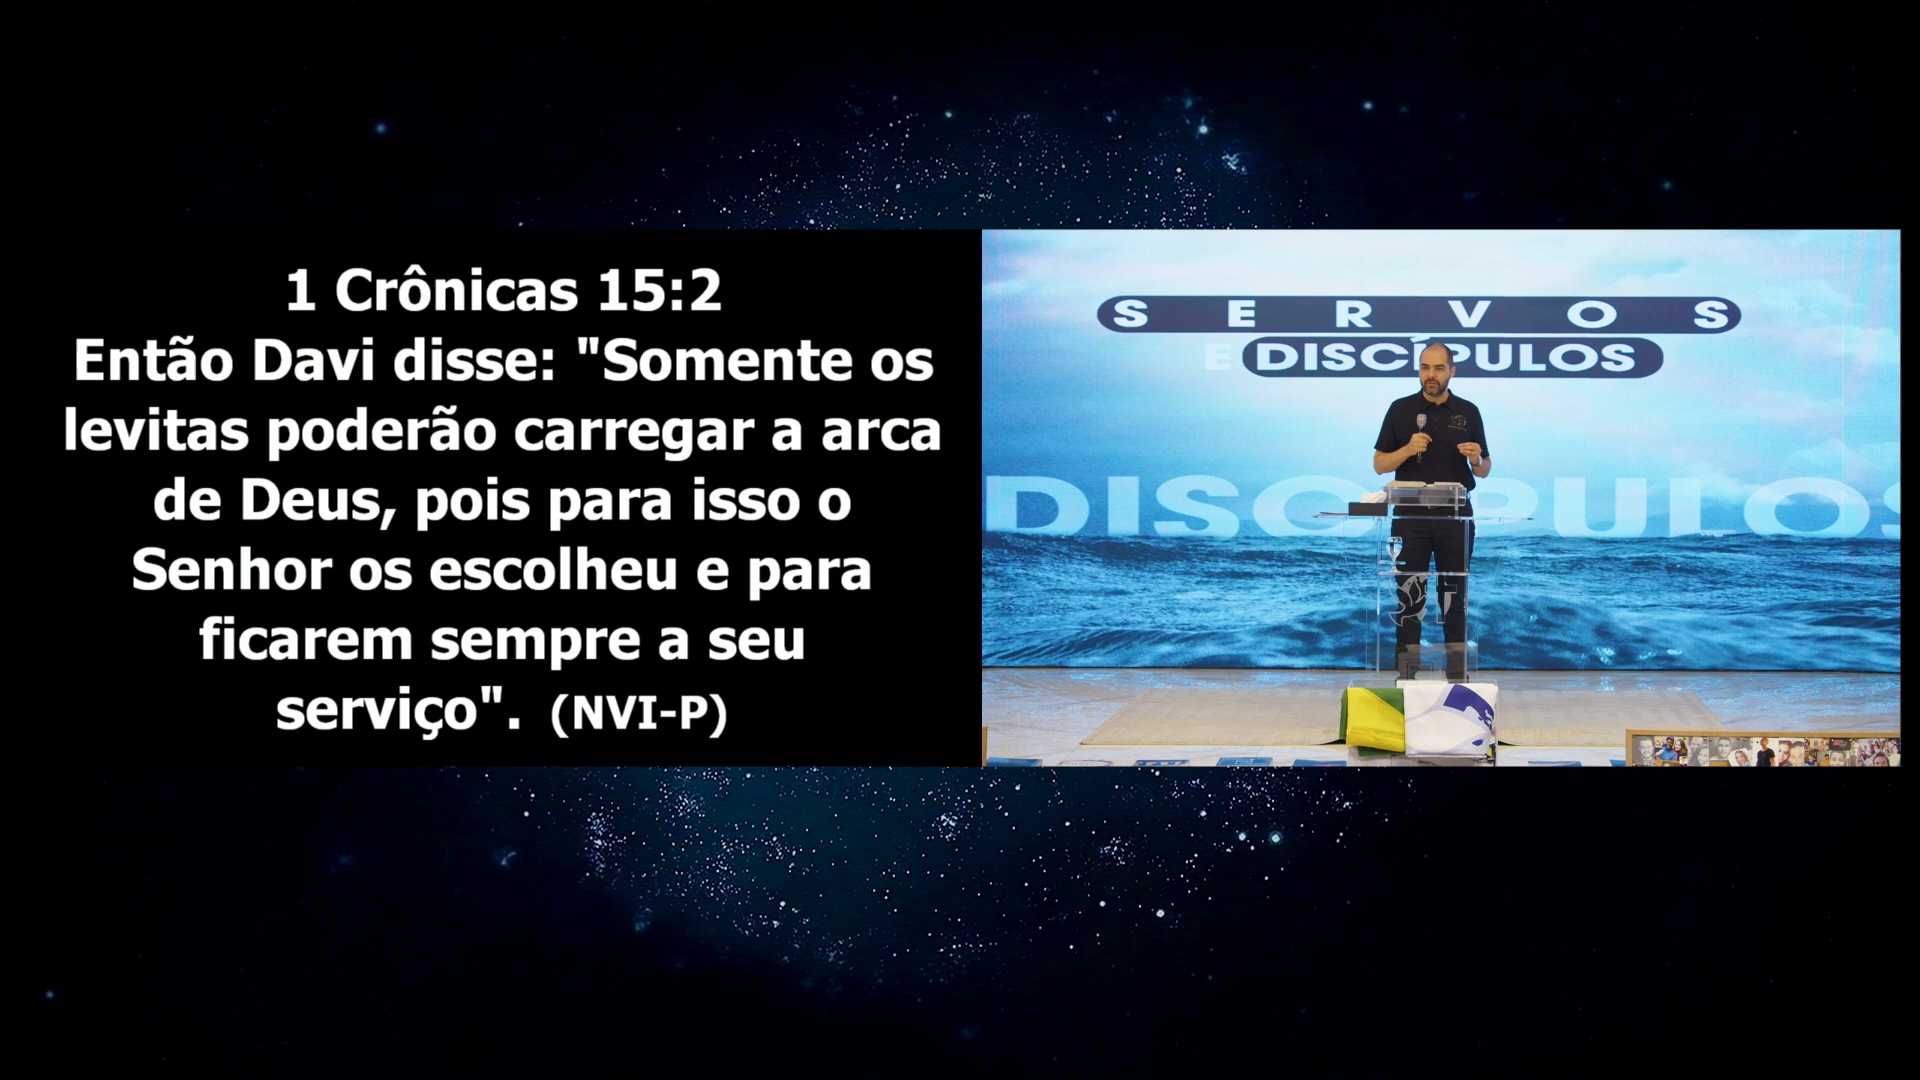 1 Crônicas 15:2
Então Davi disse: "Somente os
levitas poderão carregar a arca
de Deus, pois para isso o
Senhor os escolheu e para
ficarem sempre a seu
serviço". (NVI-P)
SERVOS
E DISCÍPULOS
DISCÍPULOS